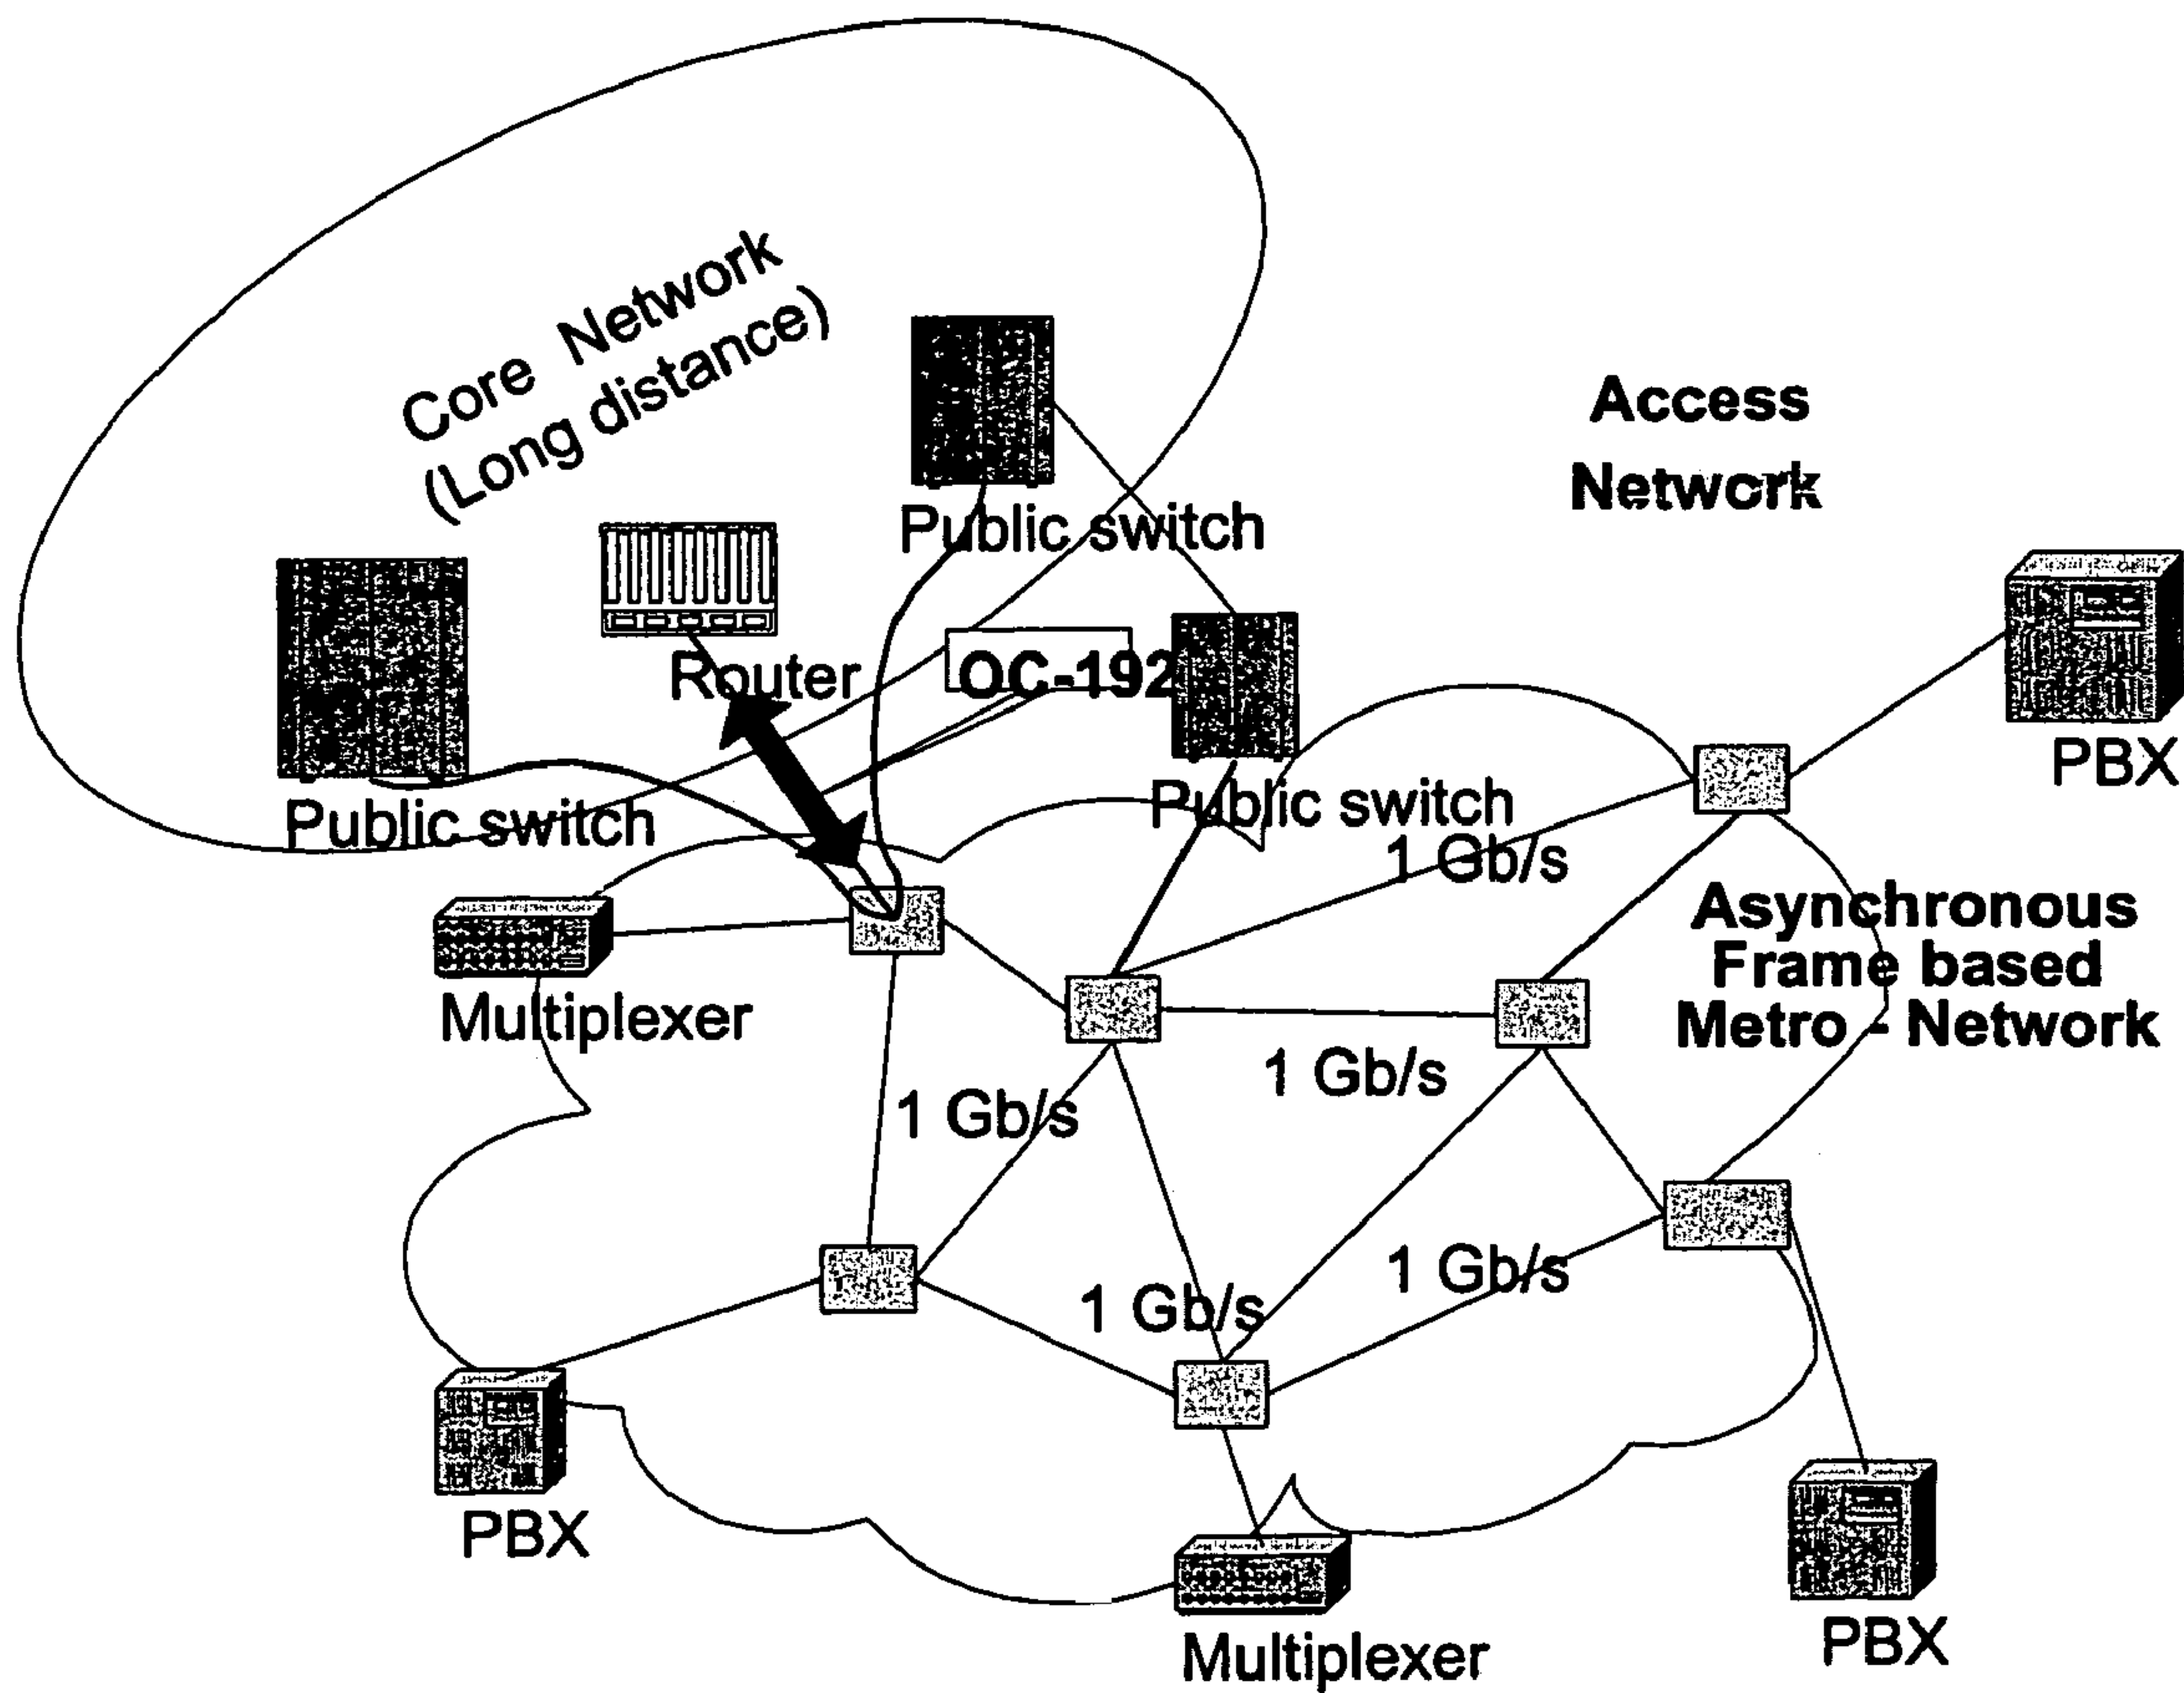 Core Network
(Long distance)
Public switch
Access
Network
Router
OC-192
PBX
Public switch
Public switch
1 Gb/s
Asynchronous
Frame based
Metro - Network
Multiplexer
1 Gb/s
1 Gb/s
1 Gb/s
1 Gb/s
PBX
Multiplexer
PBX